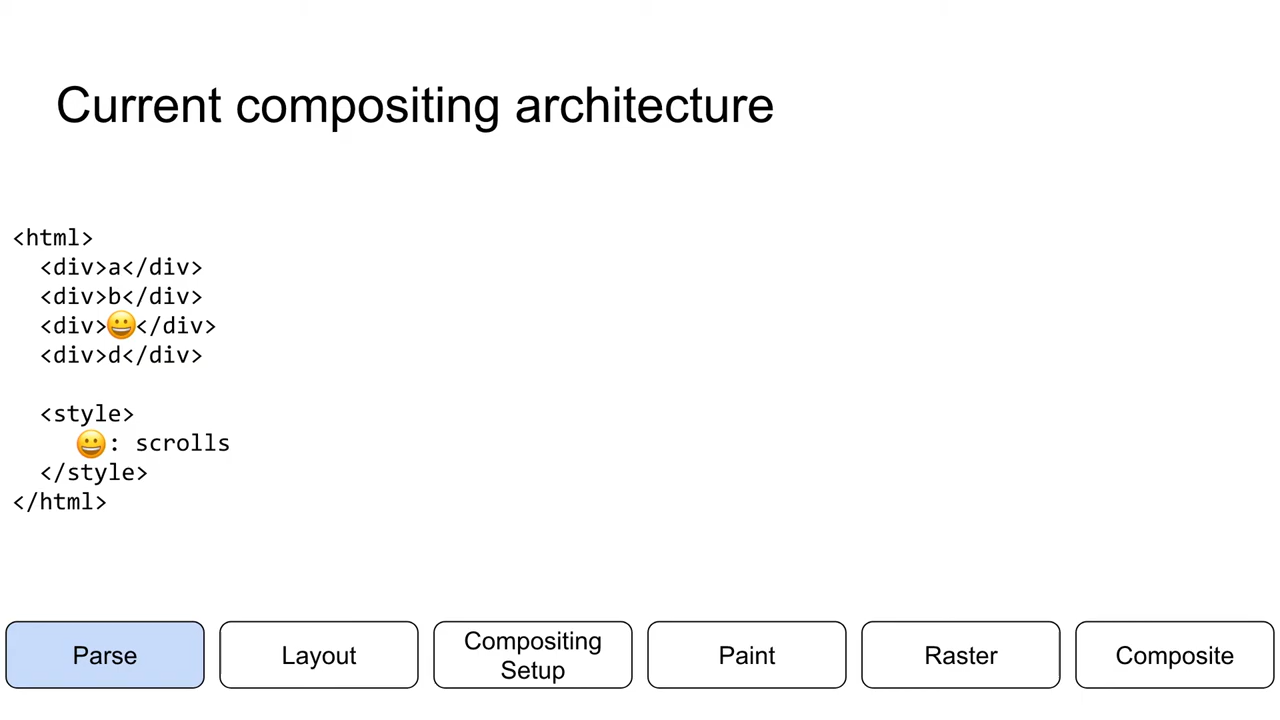 Current compositing architecture
<html>
<div>a</div>
<div>b</div>
<div>😀</div>
<div>d</div>
<style>
😀: scrolls
</style>
</html>
Parse
Layout
Compositing
Setup
Paint
Raster
Composite